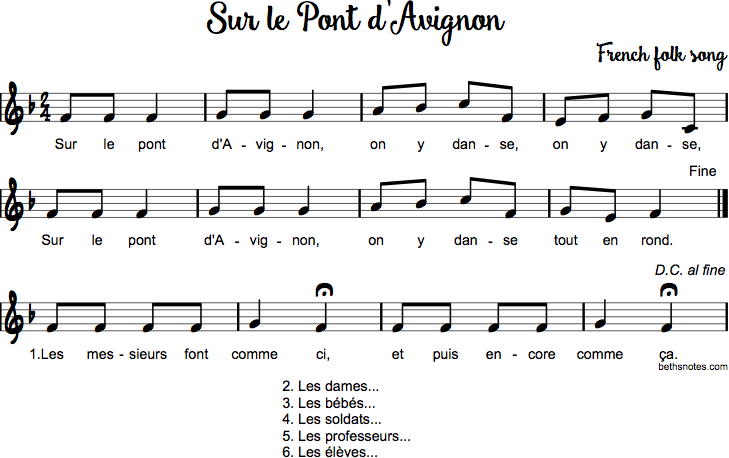 Sur le Pont d'Avignon
French folk song
2 4
Sur le pont d'A - vig - non, on y dan - se, on y dan - se,
Fine
Sur le pont d'A - vig - non, on y dan - se tout en rond.
D.C. al fine
1.Les mes - sieurs font comme ci, et puis en - core comme ça.
bethsnotes.com
2. Les dames...
3. Les bébés...
4. Les soldats...
5. Les professeurs...
6. Les élèves...